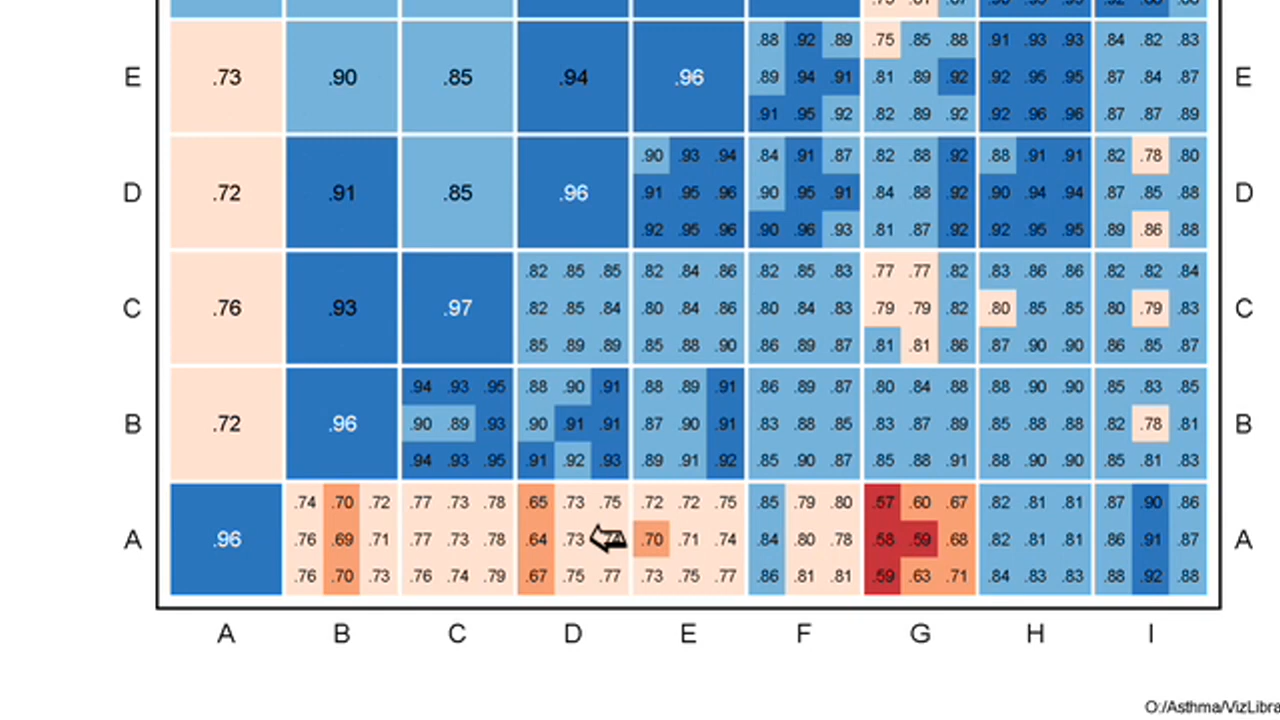 .92 .88 .88
E .73 .90 .85 .94 .96 .88 .92 .89 .75 .85 .88 .91 .93 .93 .84 .82 .83 E
.89 .94 .91 .81 .89 .92 .92 .95 .95 .87 .84 .87
.91 .95 .92 .82 .89 .92 .92 .96 .96 .87 .87 .89
.90 .93 .94 .84 .91 .87 .82 .88 .92 .88 .91 .91 .82 .78 .80
D .72 .91 .85 .96 .91 .95 .96 .90 .95 .91 .84 .88 .92 .90 .94 .94 .87 .85 .88 D
.92 .95 .96 .90 .96 .93 .81 .87 .92 .92 .95 .95 .89 .86 .88
.82 .85 .85 .82 .84 .86 .82 .85 .83 .77 .77 .82 .83 .86 .86 .82 .82 .84
C .76 .93 .97 .82 .85 .84 .80 .84 .86 .80 .84 .83 .79 .79 .82 .80 .85 .85 .80 .79 .83 C
.85 .89 .89 .85 .88 .90 .86 .89 .87 .81 .81 .86 .87 .90 .90 .86 .85 .87
.94 .93 .95 .88 .90 .91 .88 .89 .91 .86 .89 .87 .80 .84 .88 .88 .90 .90 .85 .83 .85
B .72 .96 .90 .89 .93 .90 .91 .91 .87 .90 .91 .83 .88 .85 .83 .87 .89 .85 .88 .88 .82 .78 .81 B
.94 .93 .95 .91 .92 .93 .89 .91 .92 .85 .90 .87 .85 .88 .91 .88 .90 .90 .85 .81 .83
.74 .70 .72 .77 .73 .78 .65 .73 .75 .72 .72 .75 .85 .79 .80 .57 .60 .67 .82 .81 .81 .87 .90 .86
A .96 .76 .69 .71 .77 .73 .78 .64 .73 .70 .71 .74 .84 .80 .78 .58 .59 .68 .82 .81 .81 .86 .91 .87 A
.76 .70 .73 .76 .74 .79 .67 .75 .77 .73 .75 .77 .86 .81 .81 .59 .63 .71 .84 .83 .83 .88 .92 .88
A B C D E F G H I
O:/Asthma/VizLibra